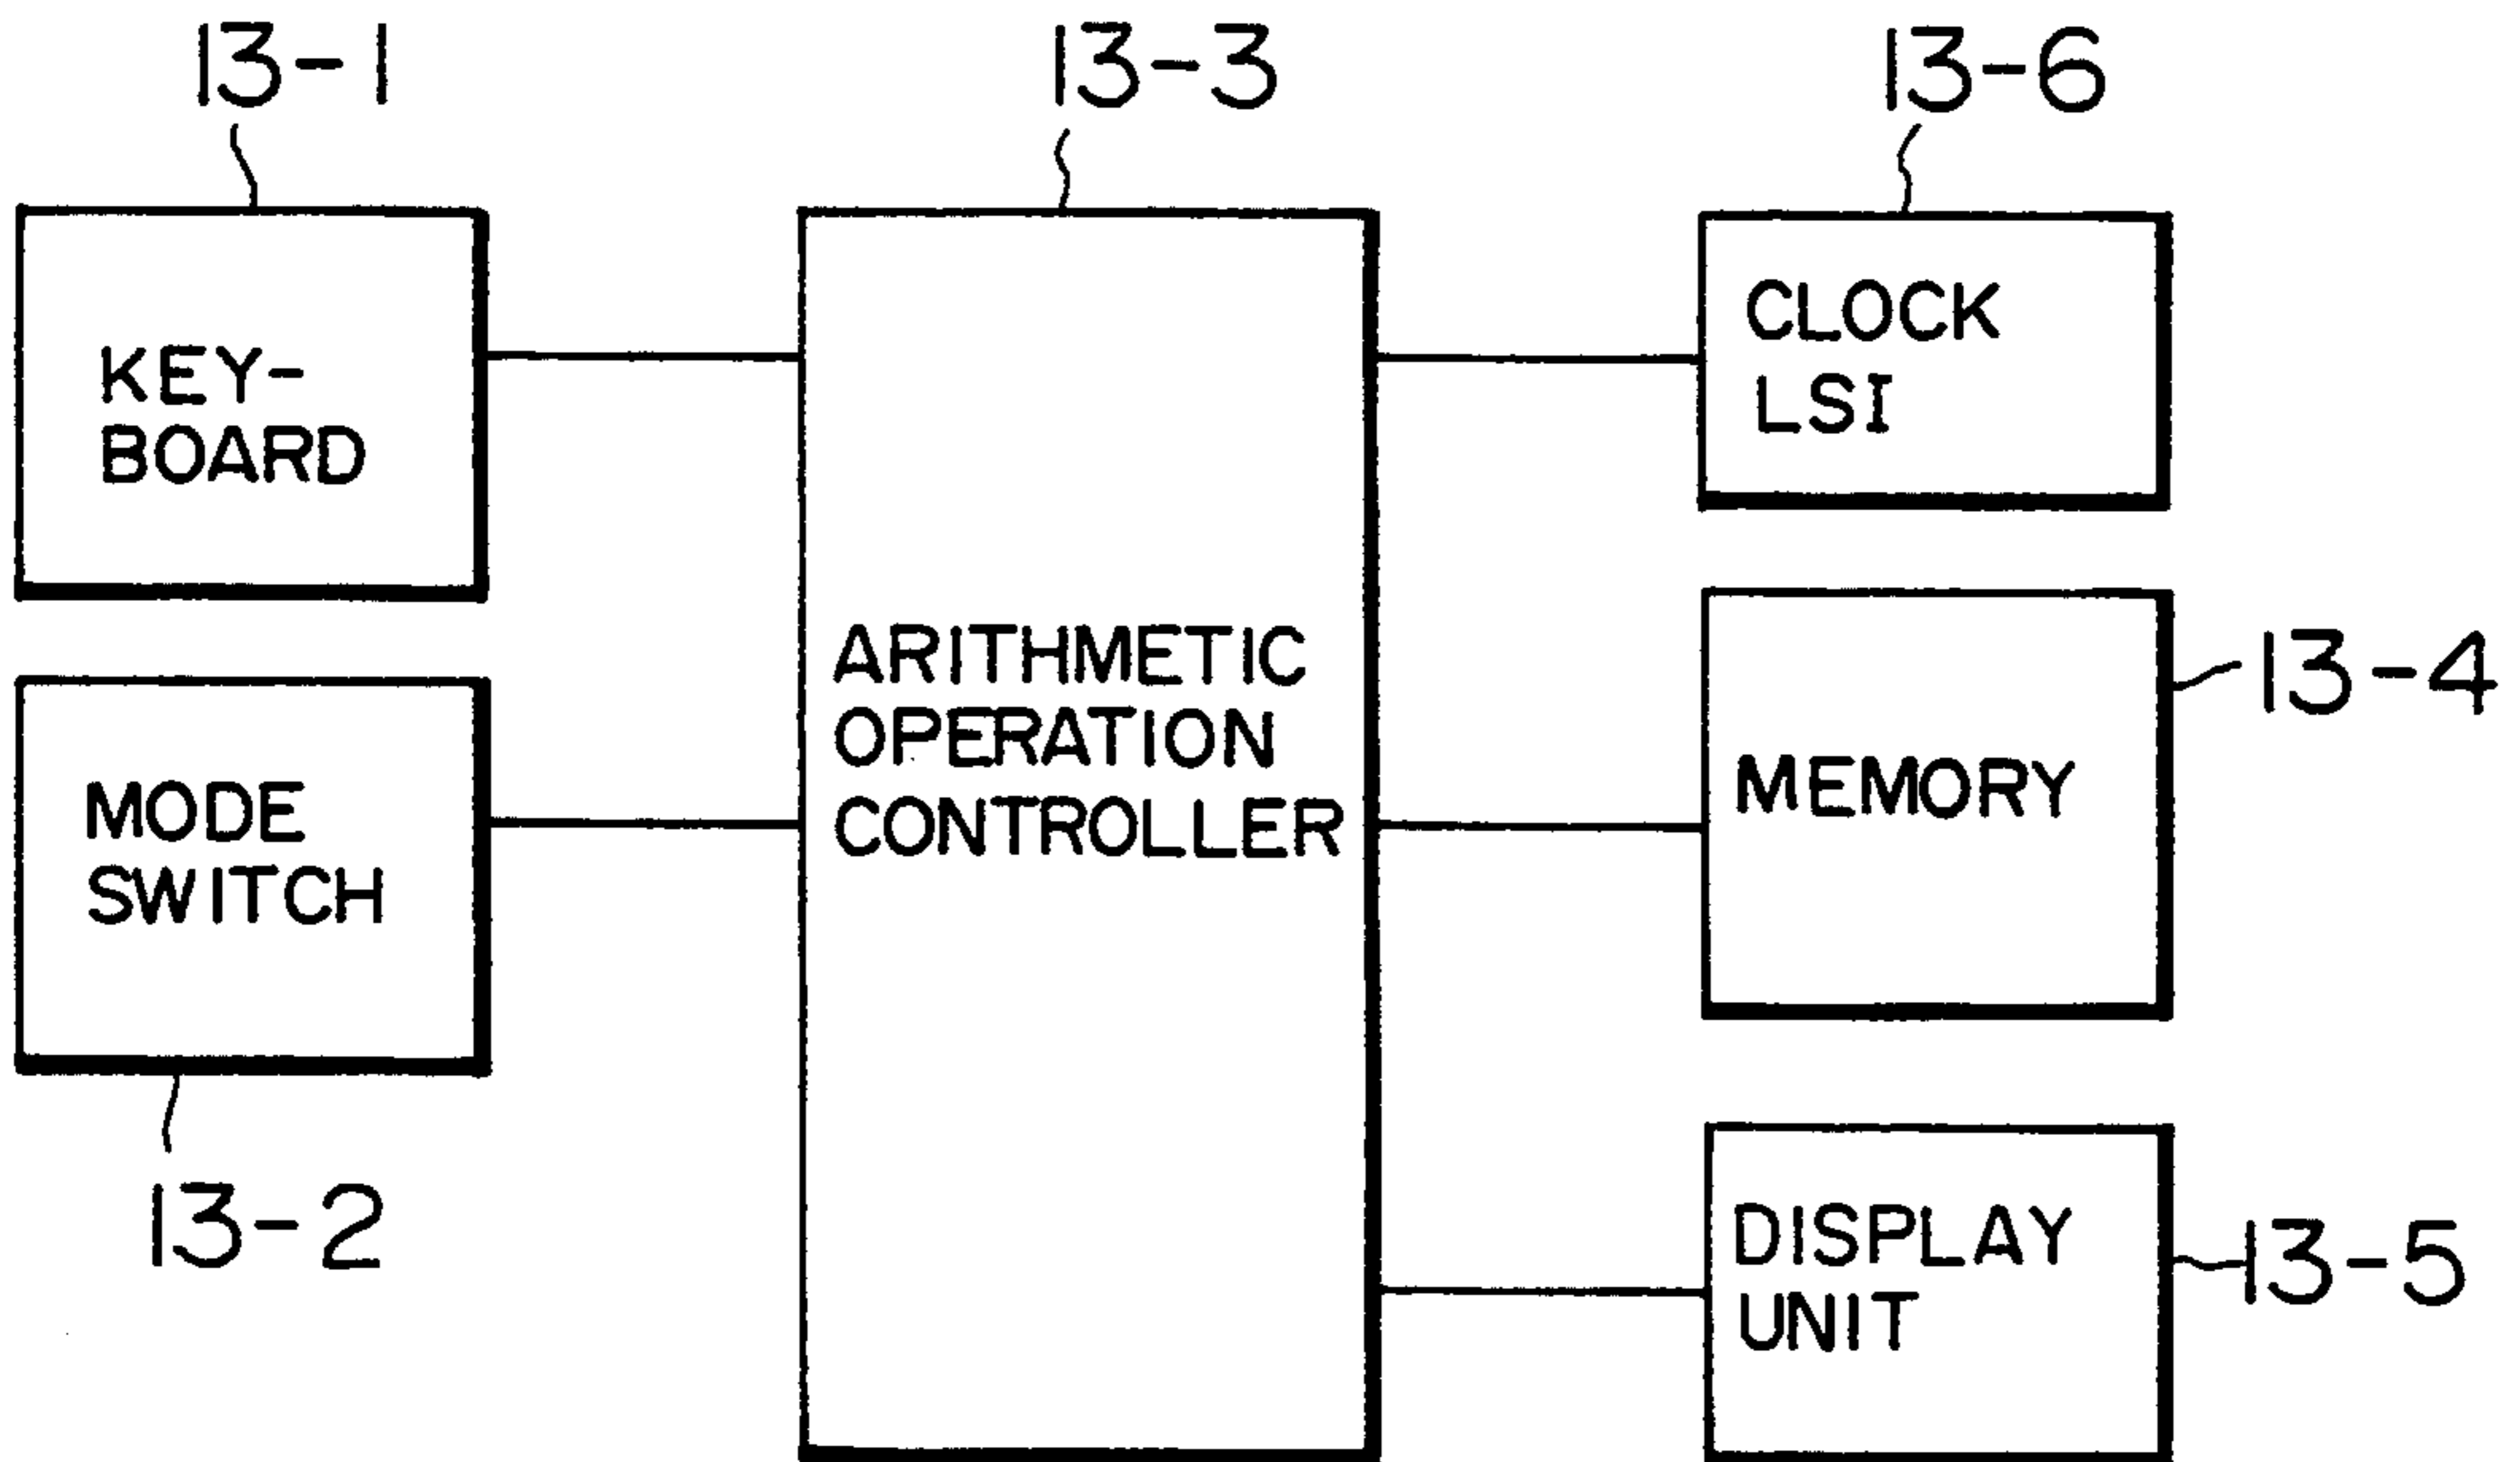 13-1
13-3
13-6
KEY-
BOARD
ARITHMETIC
OPERATION
CONTROLLER
CLOCK
LSI
MODE
SWITCH
13-2
MEMORY
13-4
DISPLAY
UNIT
13-5